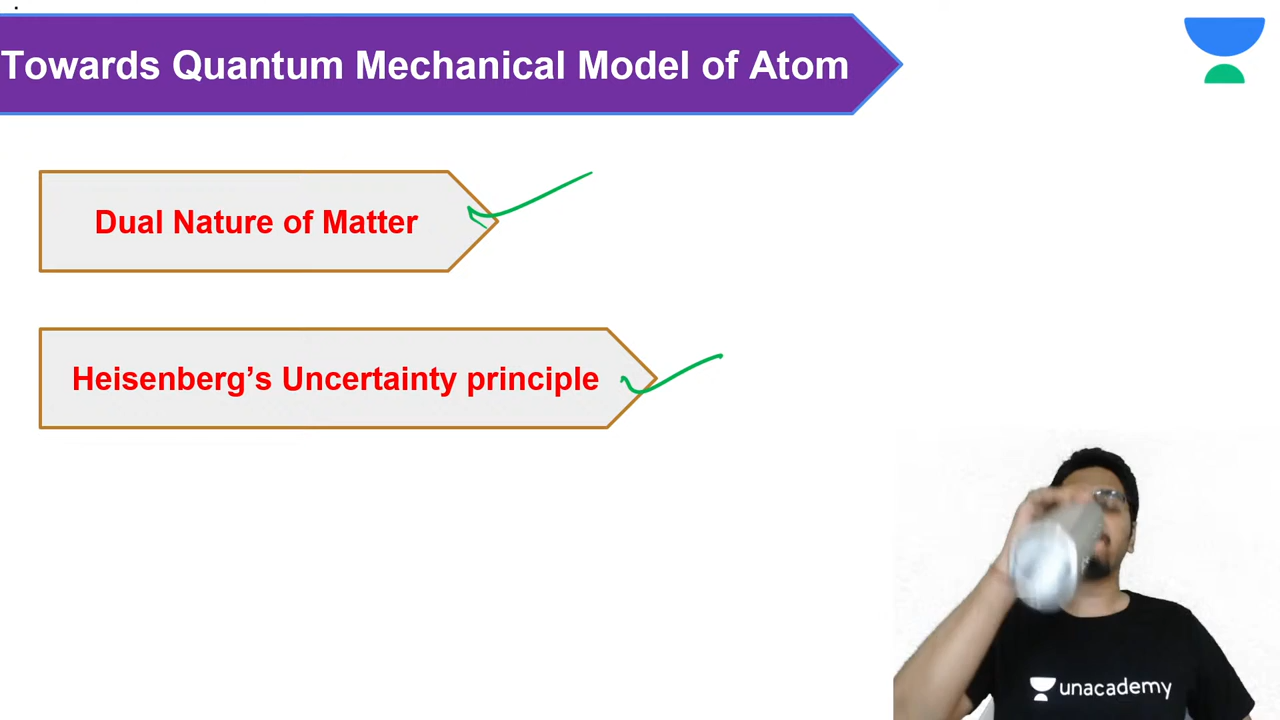 Towards Quantum Mechanical Model of Atom
Dual Nature of Matter
Heisenberg’s Uncertainty principle
unacademy